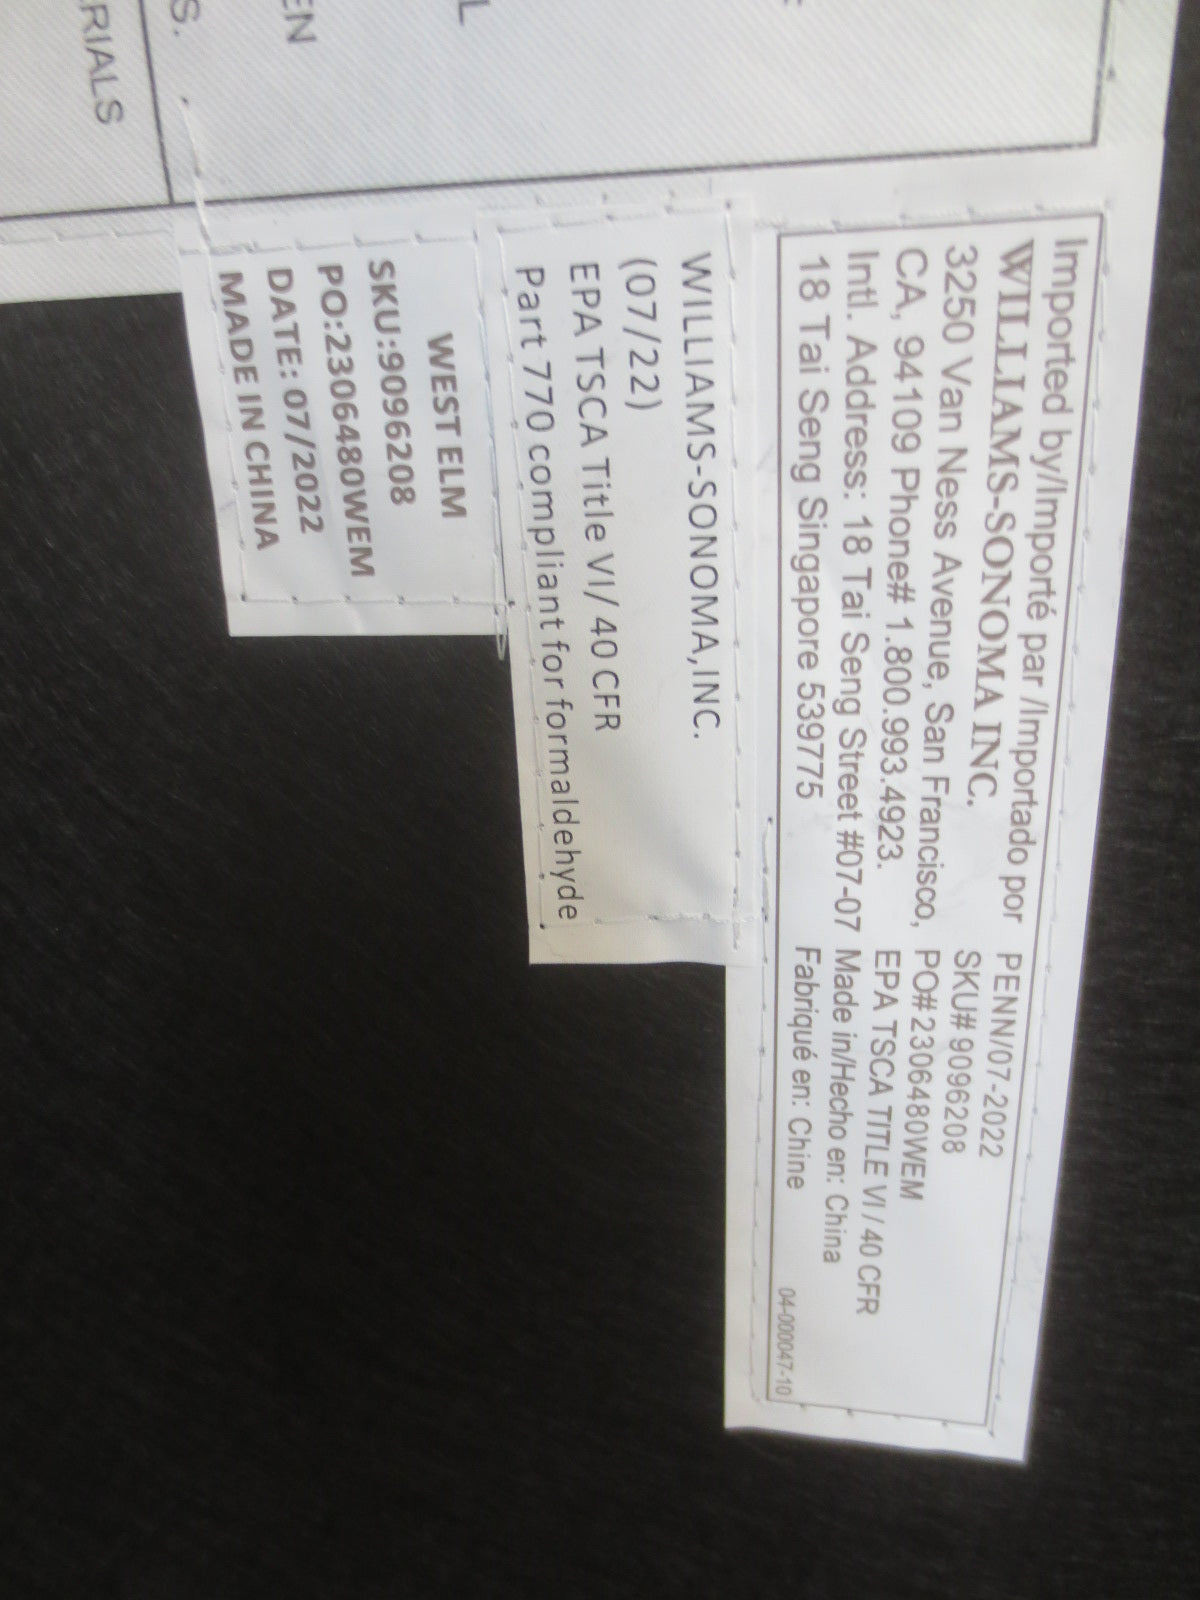 Imported by/Importé par /Importado por
WILLIAMS-SONOMA INC.
3250 Van Ness Avenue, San Francisco,
CA, 94109 Phone# 1.800.993.4923.
Intl. Address: 18 Tai Seng Street #07-07
18 Tai Seng Singapore 539775
PENN/07-2022
SKU# 9096208
PO# 2306480WEM
EPA TSCA TITLE VI / 40 CFR
Made in/Hecho en: China
Fabriqué en: Chine
04-000047-10
WILLIAMS-SONOMA,INC.
(07/22)
EPA TSCA Title VI/ 40 CFR
Part 770 compliant for formaldehyde
WEST ELM
SKU:9096208
PO:2306480WEM
DATE: 07/2022
MADE IN CHINA